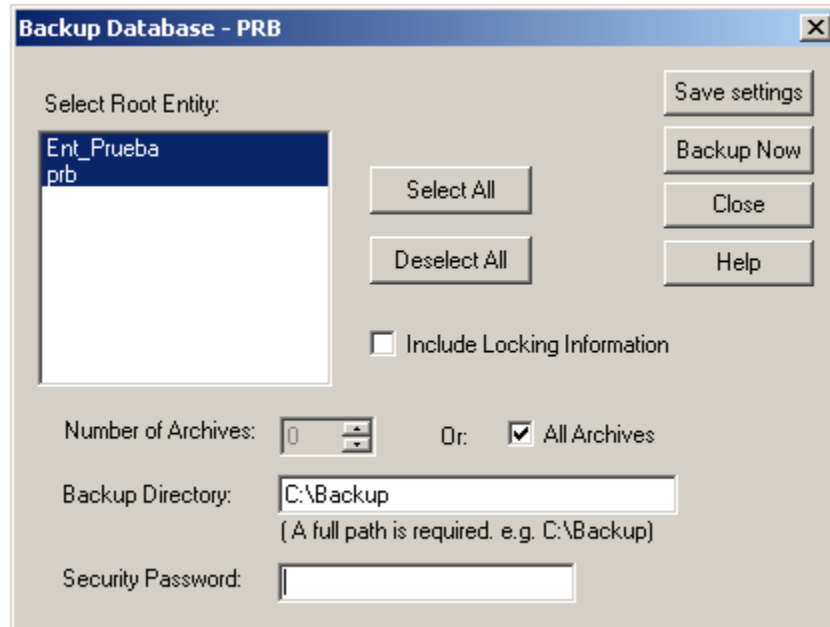 Backup Database - PRB
Select Root Entity:
Ent_Prueba
prb
Select All
Deselect All
Save settings
Backup Now
Close
Help
Include Locking Information
Number of Archives: 0 Or: All Archives
Backup Directory: C:\Backup
( A full path is required. e.g. C:\Backup)
Security Password: